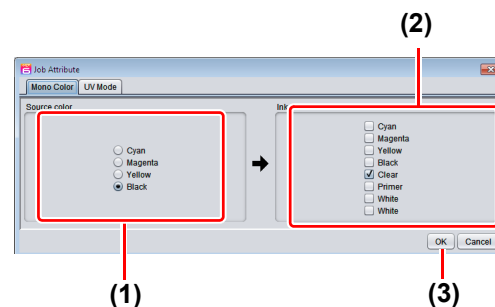 (2)
Job Attribute
Mono Color UV Mode
Source color
Ink
Cyan
Magenta
Yellow
Black
Cyan
Magenta
Yellow
Black
Clear
Primer
White
White
OK Cancel
(1)
(3)